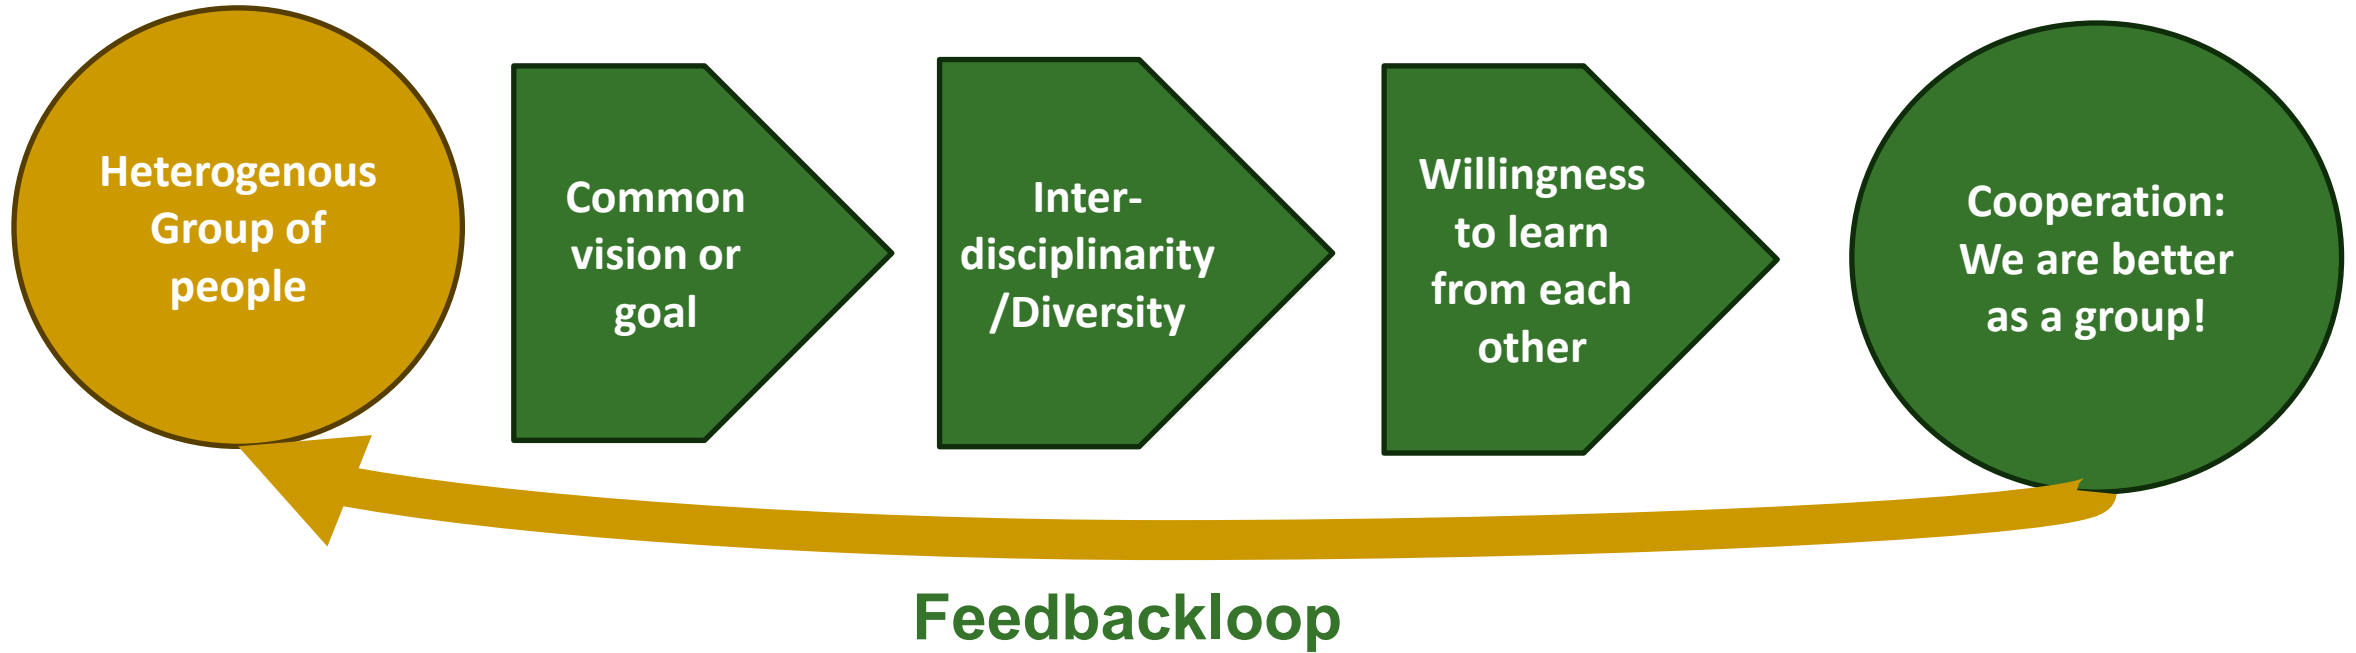 Heterogenous
Group of
people
Common
vision or
goal
Inter-
disciplinarity
/Diversity
Willingness
to learn
from each
other
Cooperation:
We are better
as a group!
Feedbackloop